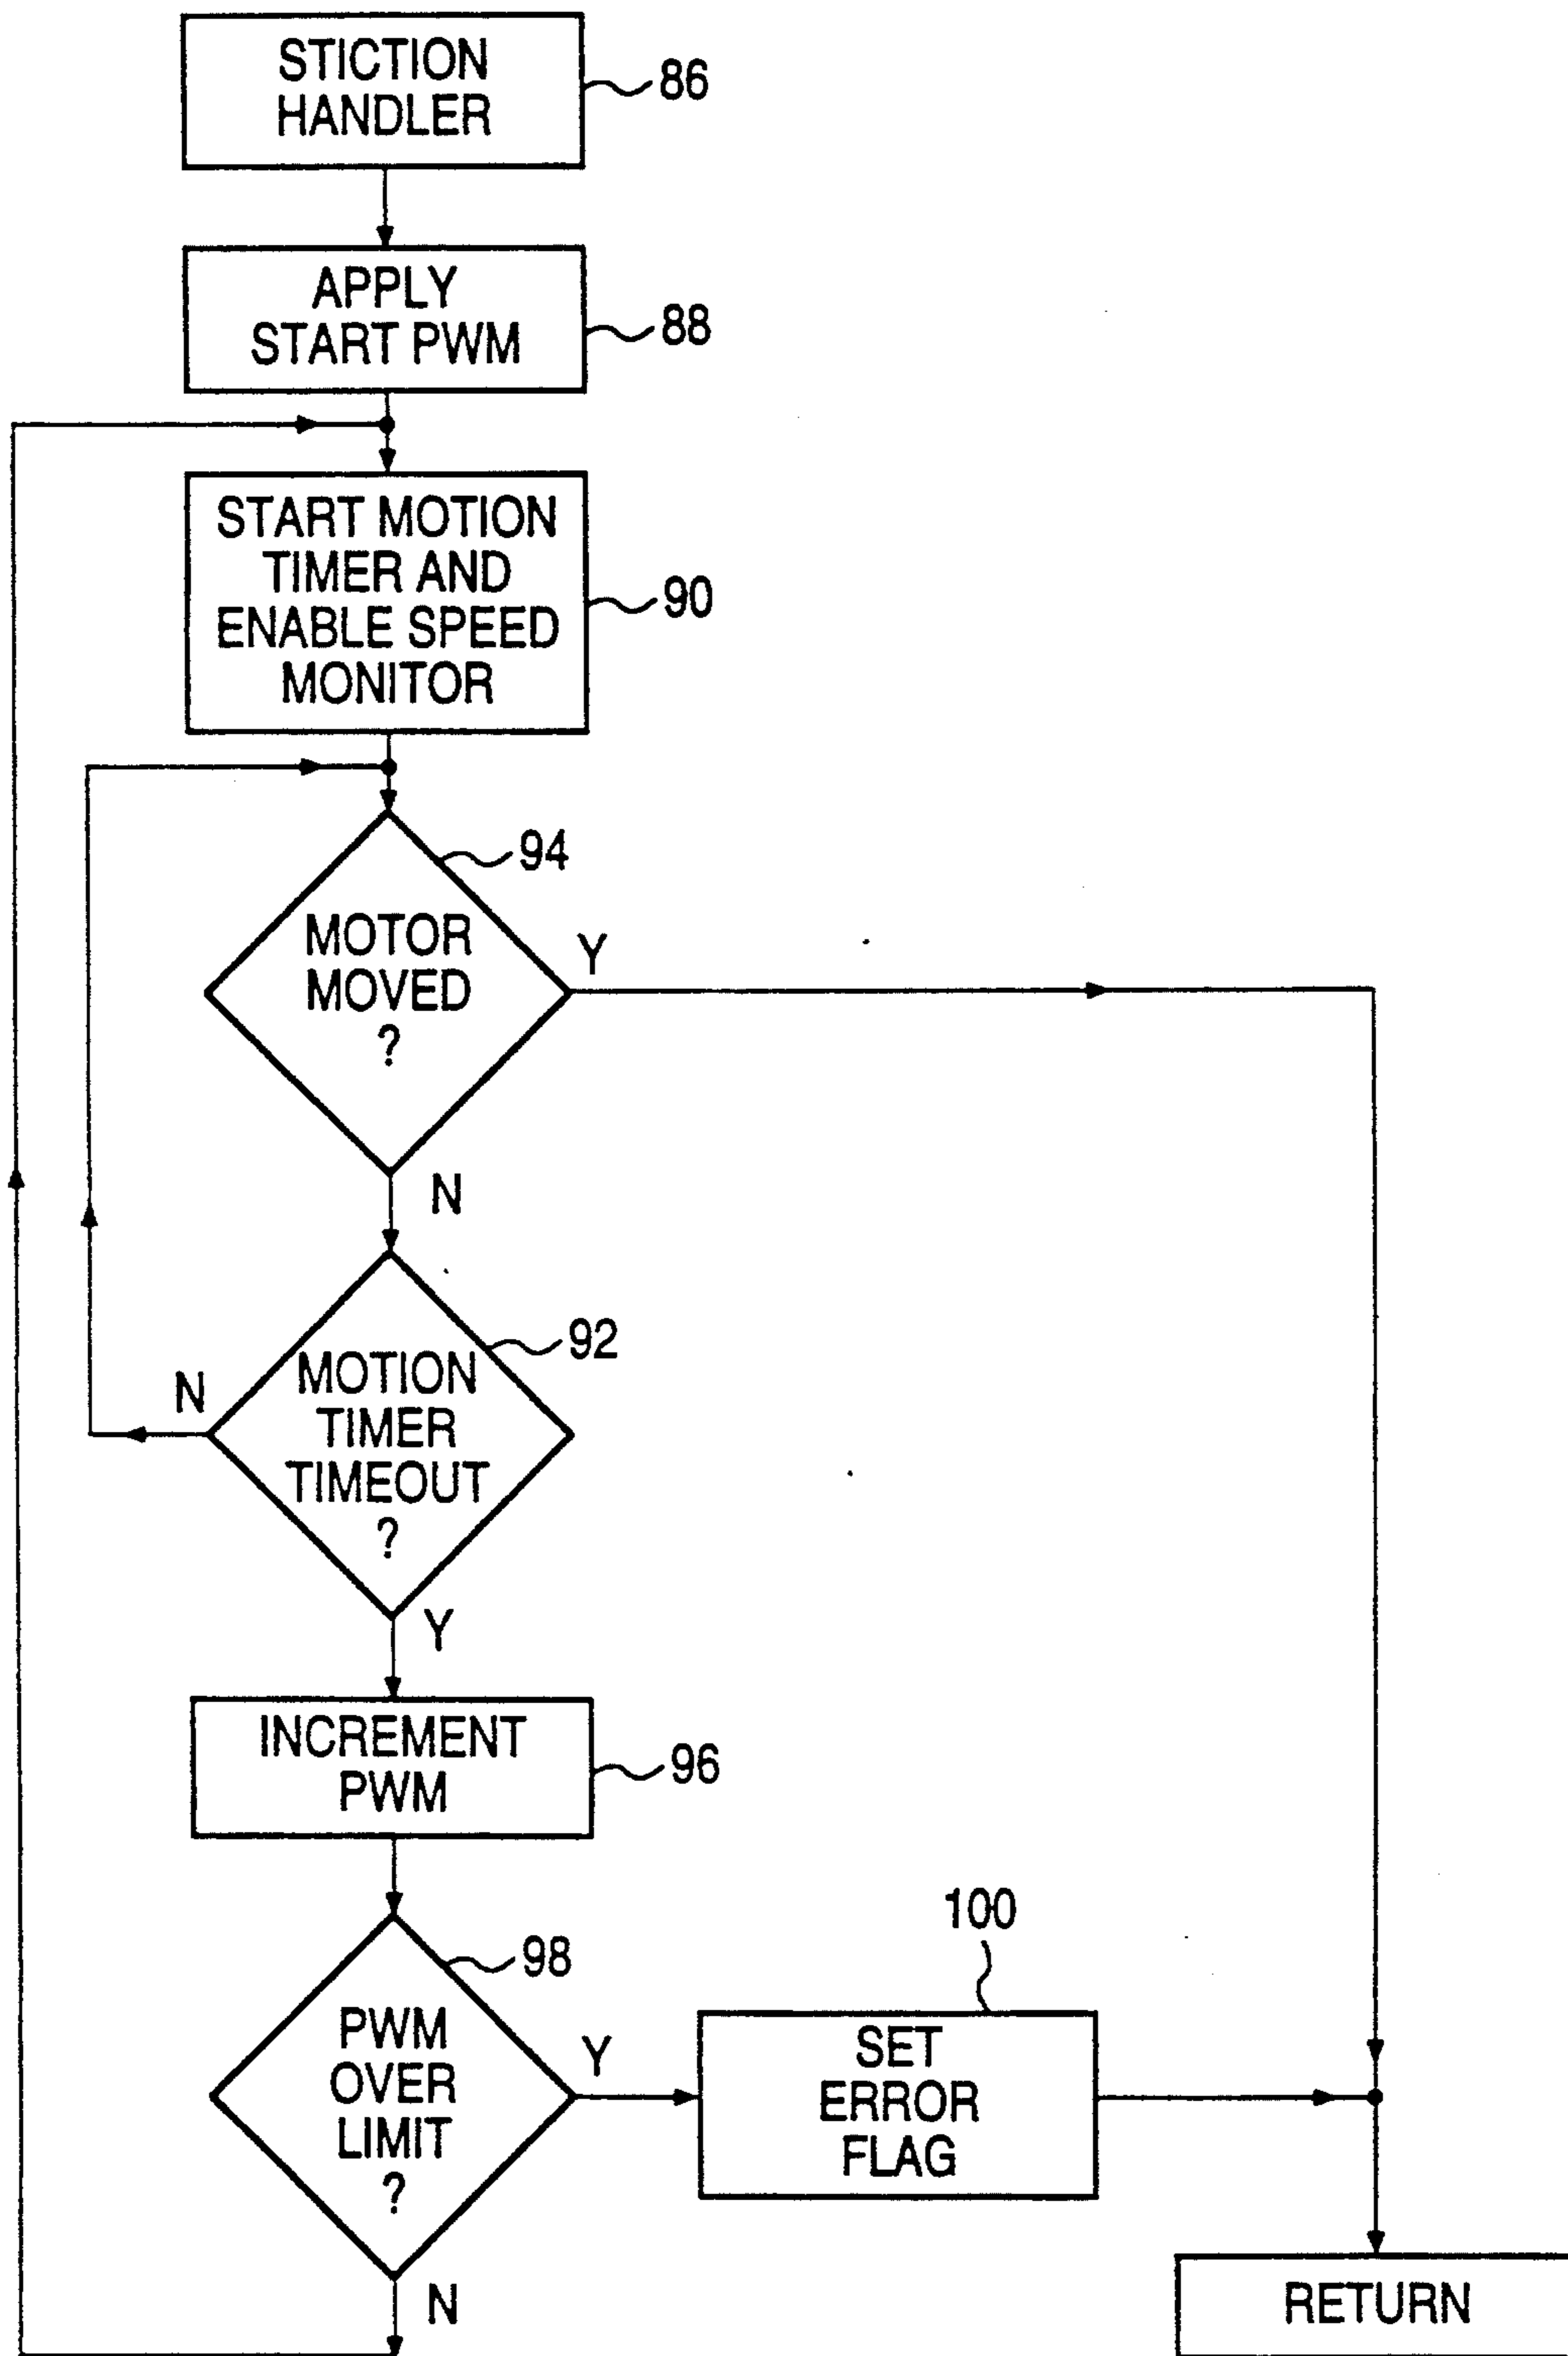 STICTION
HANDLER
86
APPLY
START PWM
88
START MOTION
TIMER AND
ENABLE SPEED
MONITOR
90
94
MOTOR
MOVED
?
Y
N
92
MOTION
TIMER
TIMEOUT
?
N
Y
INCREMENT
PWM
96
98
PWM
OVER
LIMIT
?
Y
N
100
SET
ERROR
FLAG
RETURN